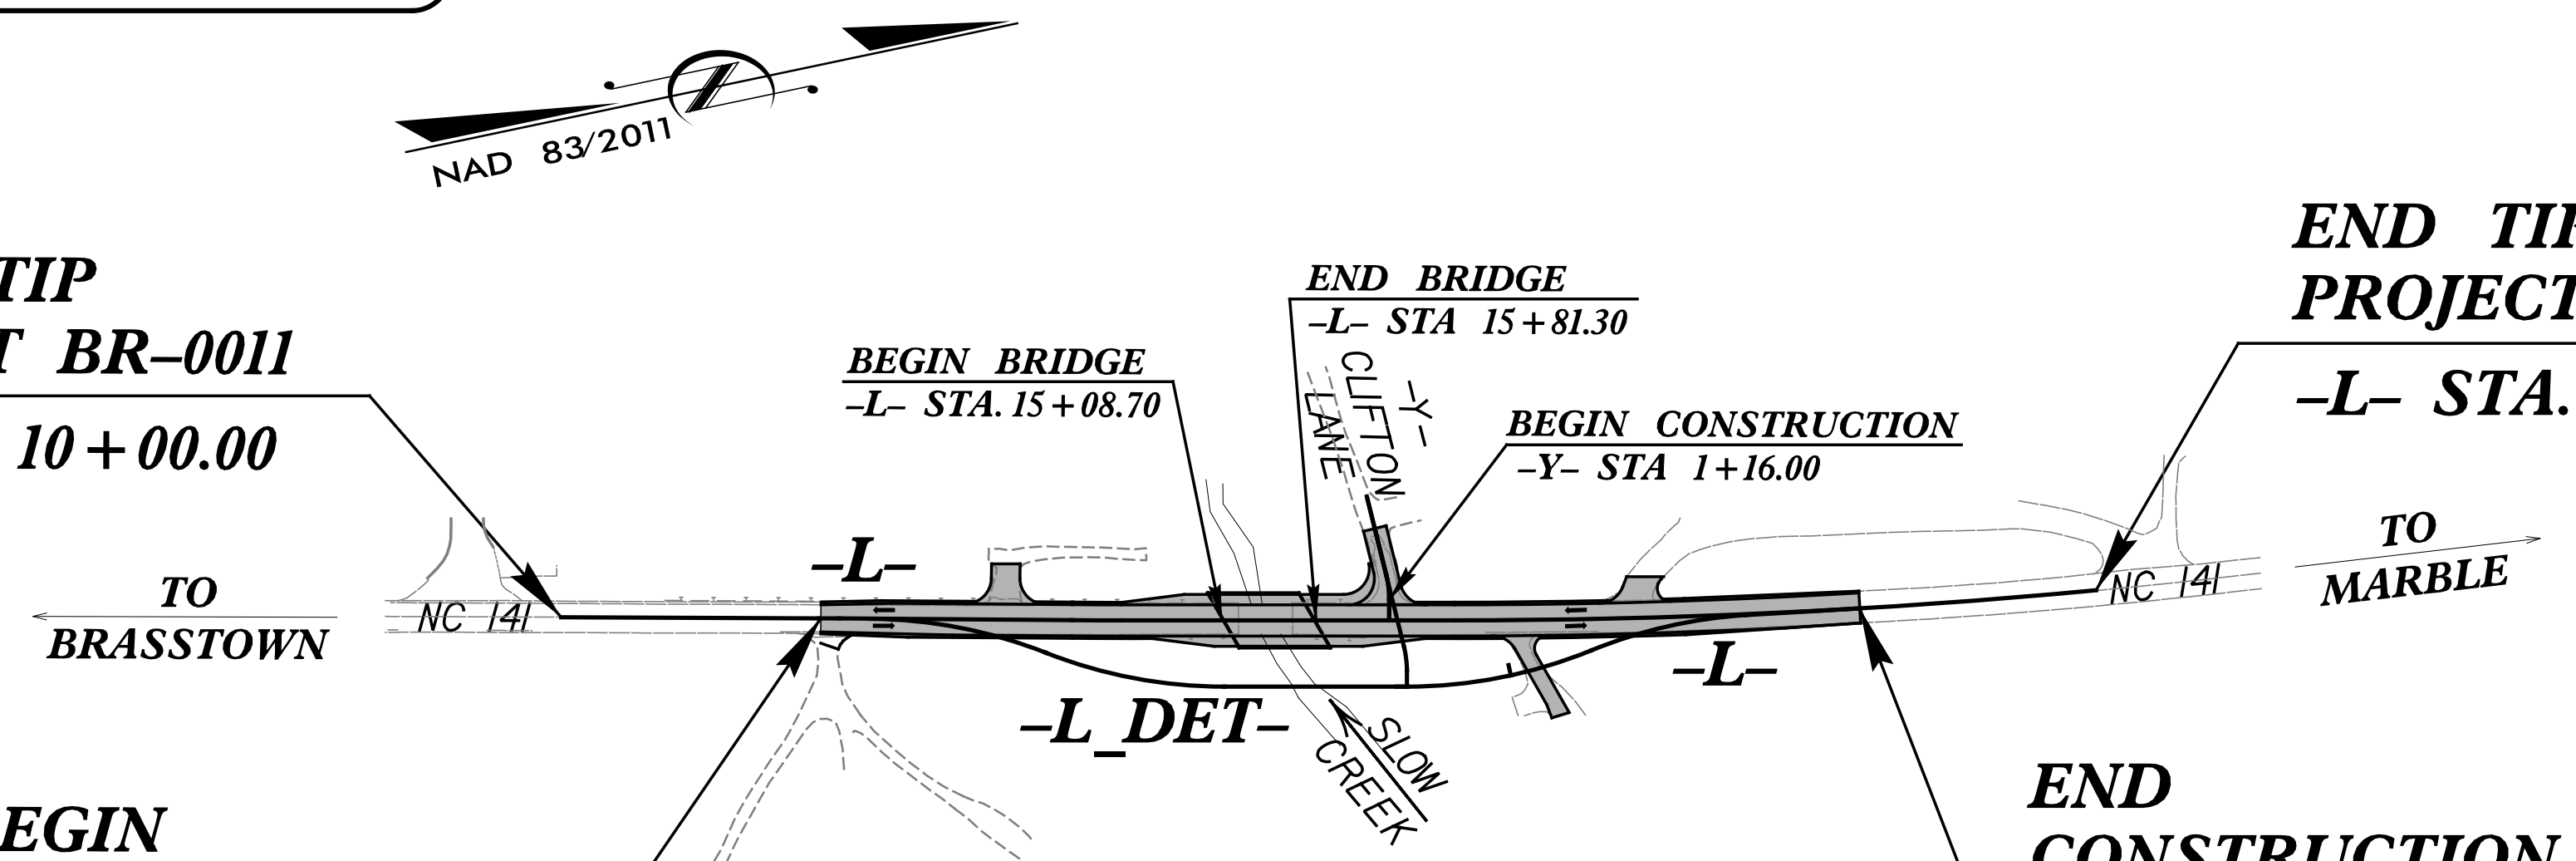 NAD 83/2011
TIP
BR–0011
10+00.00
END BRIDGE
–L– STA 15+81.30
BEGIN BRIDGE
–L– STA. 15+08.70
CLIFTON
LANE
–Y–
BEGIN CONSTRUCTION
–Y– STA 1+16.00
END
PROJECT
–L– STA.
TO
BRASSTOWN
NC 141
–L–
NC 141
TO
MARBLE
–L–
–L_DET–
SLOW
CREEK
EGIN
END
CONSTRUCTION